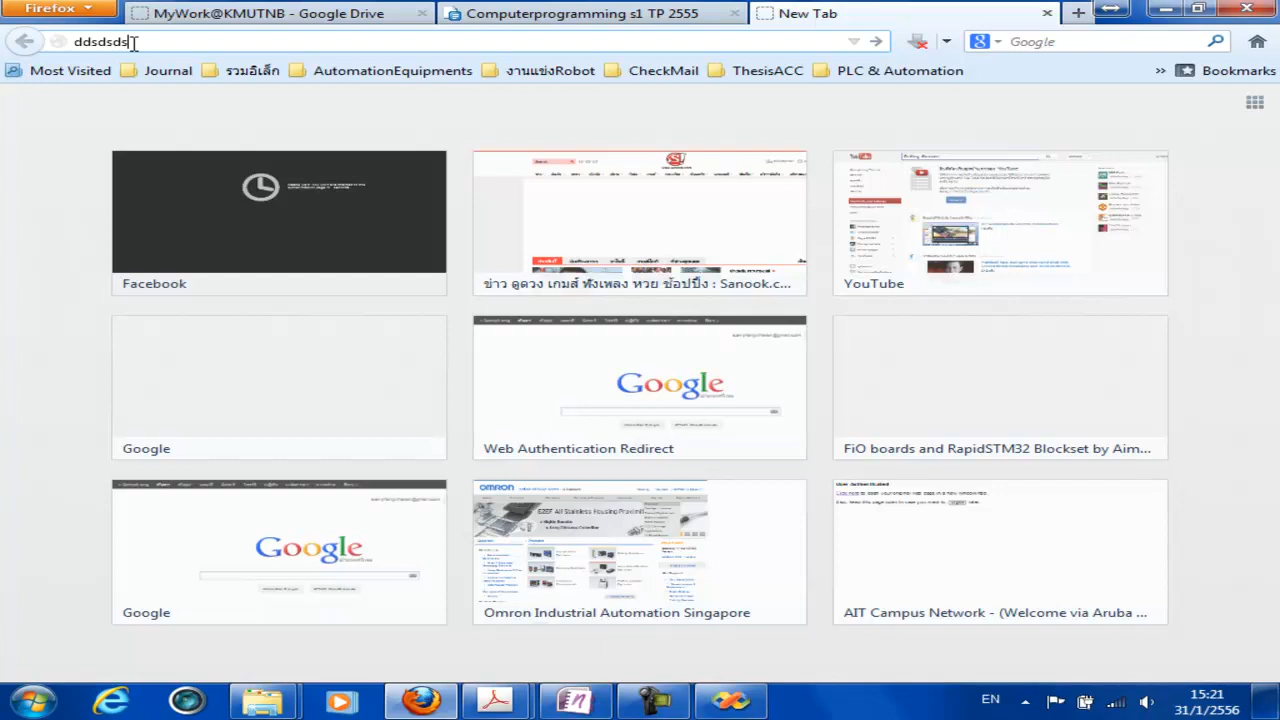 Firefox
MyWork@KMUTNB - Google Drive
Computerprogramming s1 TP 2555
New Tab
ddsdsds
Google
Most Visited
Journal
รวมอิเล็ก
AutomationEquipments
งานแข่งRobot
CheckMail
ThesisACC
PLC & Automation
»
Bookmarks
Facebook
ข่าว ดูดวง เกมส์ ฟังเพลง หวย ช้อปปิ้ง : Sanook.c...
YouTube
Google
Google
Web Authentication Redirect
FiO boards and RapidSTM32 Blockset by Aim...
Google
OMRON
Google
Omron Industrial Automation Singapore
User Authenticated
AIT Campus Network - (Welcome via Aruba ...
EN
15:21
31/1/2556